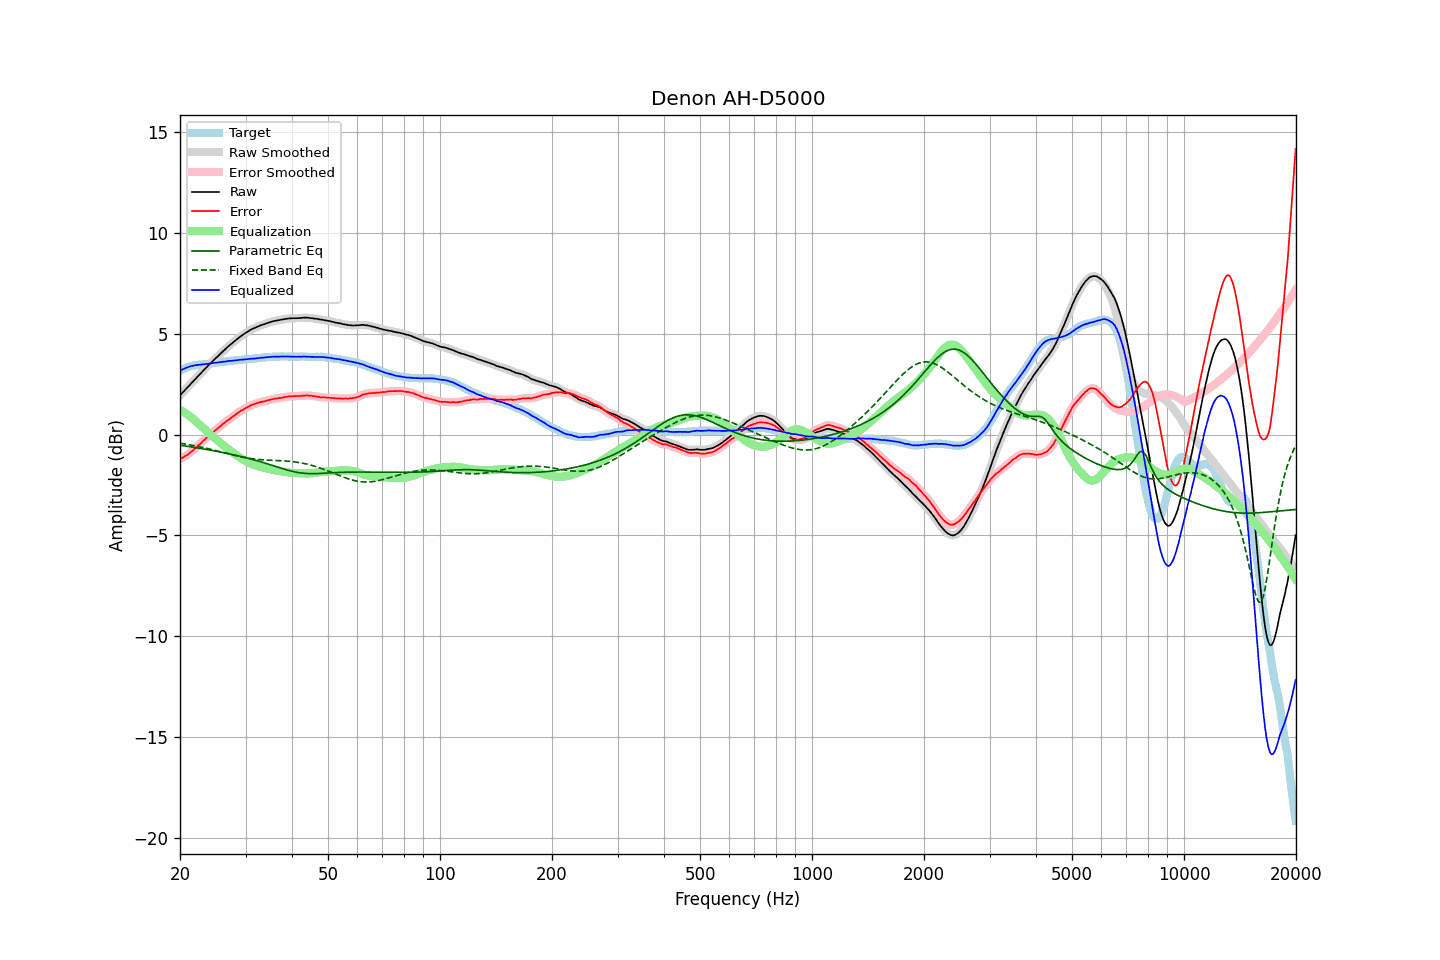 Denon AH-D5000
Target
Raw Smoothed
Error Smoothed
Raw
Error
Equalization
Parametric Eq
Fixed Band Eq
Equalized
15
10
5
0
−5
−10
−15
−20
Amplitude (dBr)
20
50
100
200
500
1000
2000
5000
10000
20000
Frequency (Hz)